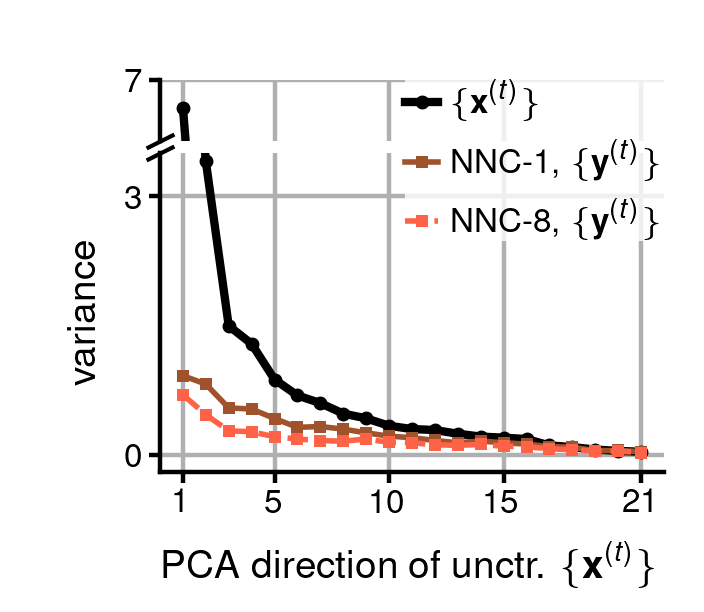 7
{x^(t)}
NNC-1, {y^(t)}
3
NNC-8, {y^(t)}
variance
0
1 5 10 15 21
PCA direction of unctr. {x^(t)}